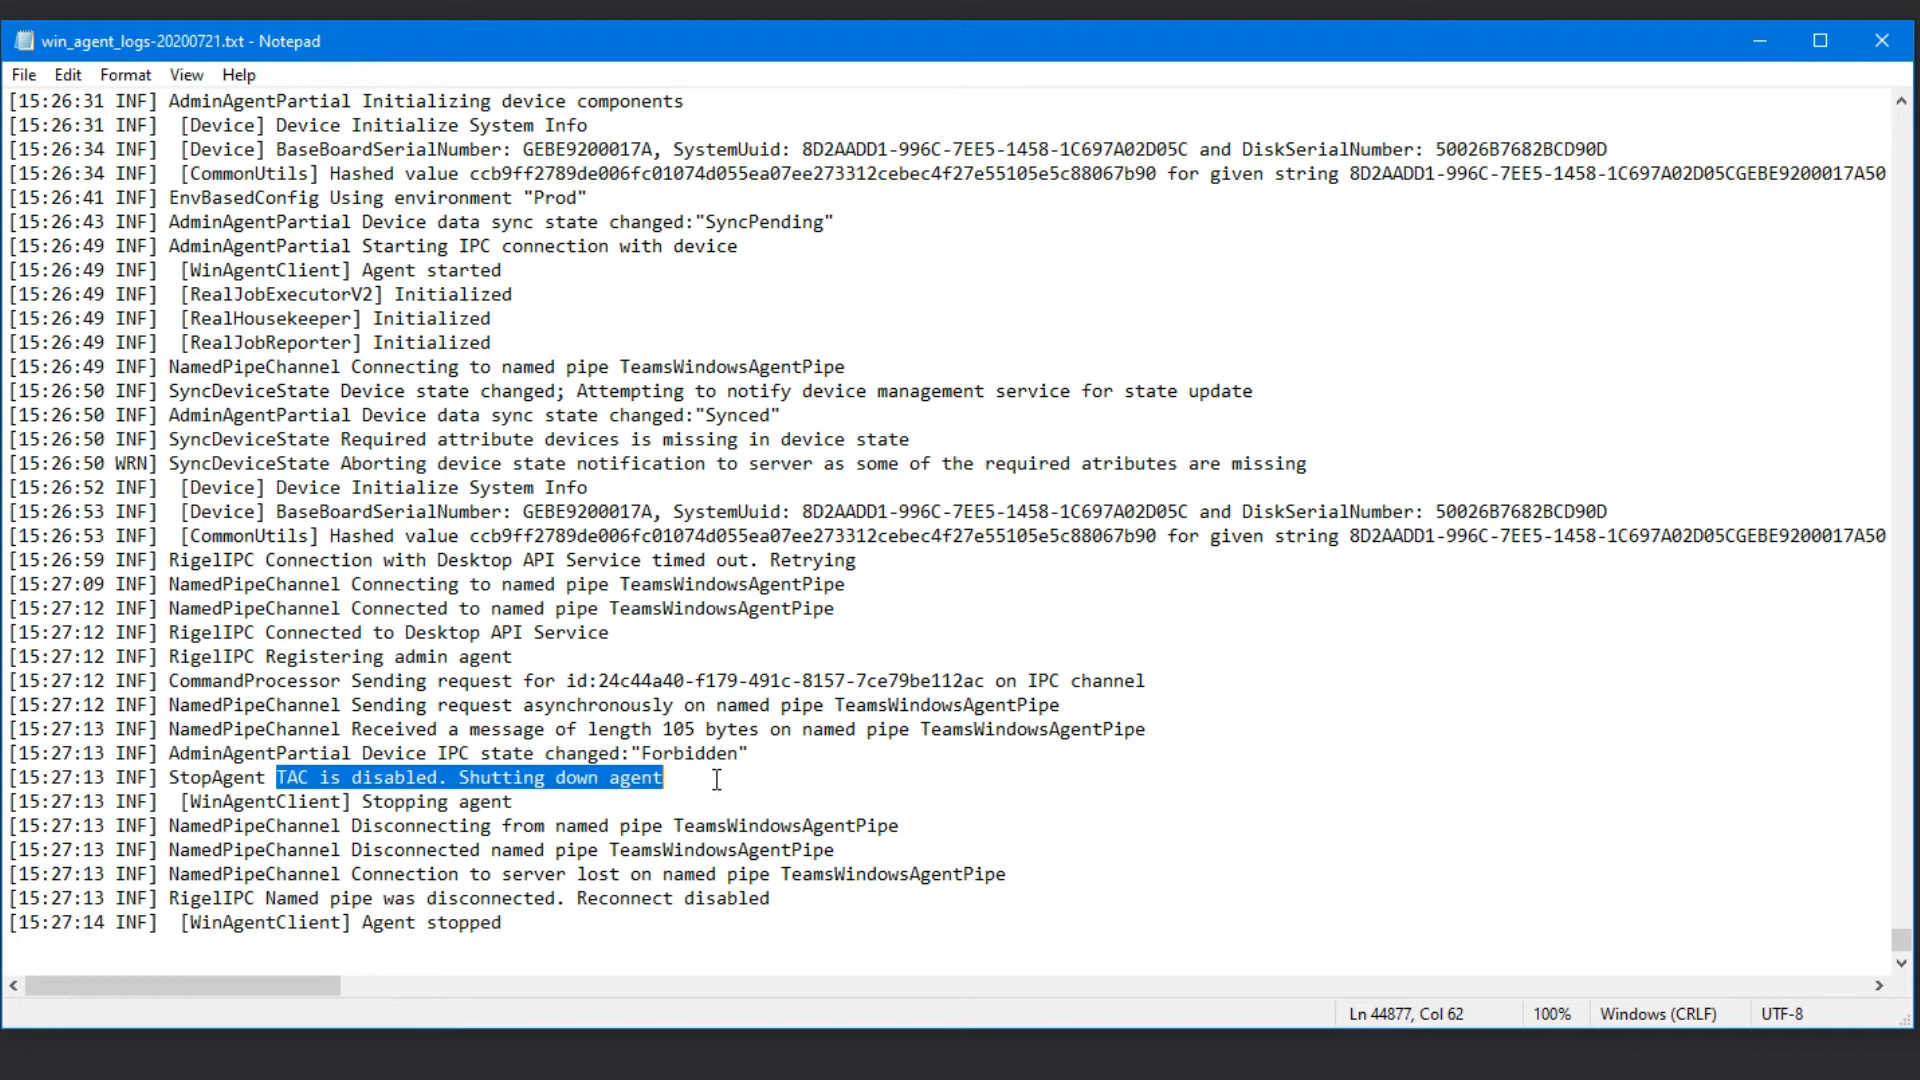 win_agent_logs-20200721.txt - Notepad
File Edit Format View Help
[15:26:31 INF] AdminAgentPartial Initializing device components
[15:26:31 INF]  [Device] Device Initialize System Info
[15:26:34 INF]  [Device] BaseBoardSerialNumber: GEBE9200017A, SystemUuid: 8D2AADD1-996C-7EE5-1458-1C697A02D05C and DiskSerialNumber: 50026B7682BCD90D
[15:26:34 INF]  [CommonUtils] Hashed value ccb9ff2789de006fc01074d055ea07ee273312cebec4f27e55105e5c88067b90 for given string 8D2AADD1-996C-7EE5-1458-1C697A02D05CGEBE9200017A50
[15:26:41 INF] EnvBasedConfig Using environment "Prod"
[15:26:43 INF] AdminAgentPartial Device data sync state changed:"SyncPending"
[15:26:49 INF] AdminAgentPartial Starting IPC connection with device
[15:26:49 INF]  [WinAgentClient] Agent started
[15:26:49 INF]  [RealJobExecutorV2] Initialized
[15:26:49 INF]  [RealHousekeeper] Initialized
[15:26:49 INF]  [RealJobReporter] Initialized
[15:26:49 INF] NamedPipeChannel Connecting to named pipe TeamsWindowsAgentPipe
[15:26:50 INF] SyncDeviceState Device state changed; Attempting to notify device management service for state update
[15:26:50 INF] AdminAgentPartial Device data sync state changed:"Synced"
[15:26:50 INF] SyncDeviceState Required attribute devices is missing in device state
[15:26:50 WRN] SyncDeviceState Aborting device state notification to server as some of the required atributes are missing
[15:26:52 INF]  [Device] Device Initialize System Info
[15:26:53 INF]  [Device] BaseBoardSerialNumber: GEBE9200017A, SystemUuid: 8D2AADD1-996C-7EE5-1458-1C697A02D05C and DiskSerialNumber: 50026B7682BCD90D
[15:26:53 INF]  [CommonUtils] Hashed value ccb9ff2789de006fc01074d055ea07ee273312cebec4f27e55105e5c88067b90 for given string 8D2AADD1-996C-7EE5-1458-1C697A02D05CGEBE9200017A50
[15:26:59 INF] RigelIPC Connection with Desktop API Service timed out. Retrying
[15:27:09 INF] NamedPipeChannel Connecting to named pipe TeamsWindowsAgentPipe
[15:27:12 INF] NamedPipeChannel Connected to named pipe TeamsWindowsAgentPipe
[15:27:12 INF] RigelIPC Connected to Desktop API Service
[15:27:12 INF] RigelIPC Registering admin agent
[15:27:12 INF] CommandProcessor Sending request for id:24c44a40-f179-491c-8157-7ce79be112ac on IPC channel
[15:27:12 INF] NamedPipeChannel Sending request asynchronously on named pipe TeamsWindowsAgentPipe
[15:27:13 INF] NamedPipeChannel Received a message of length 105 bytes on named pipe TeamsWindowsAgentPipe
[15:27:13 INF] AdminAgentPartial Device IPC state changed:"Forbidden"
[15:27:13 INF] StopAgent TAC is disabled. Shutting down agent
[15:27:13 INF]  [WinAgentClient] Stopping agent
[15:27:13 INF] NamedPipeChannel Disconnecting from named pipe TeamsWindowsAgentPipe
[15:27:13 INF] NamedPipeChannel Disconnected named pipe TeamsWindowsAgentPipe
[15:27:13 INF] NamedPipeChannel Connection to server lost on named pipe TeamsWindowsAgentPipe
[15:27:13 INF] RigelIPC Named pipe was disconnected. Reconnect disabled
[15:27:14 INF]  [WinAgentClient] Agent stopped
Ln 44877, Col 62 100% Windows (CRLF) UTF-8